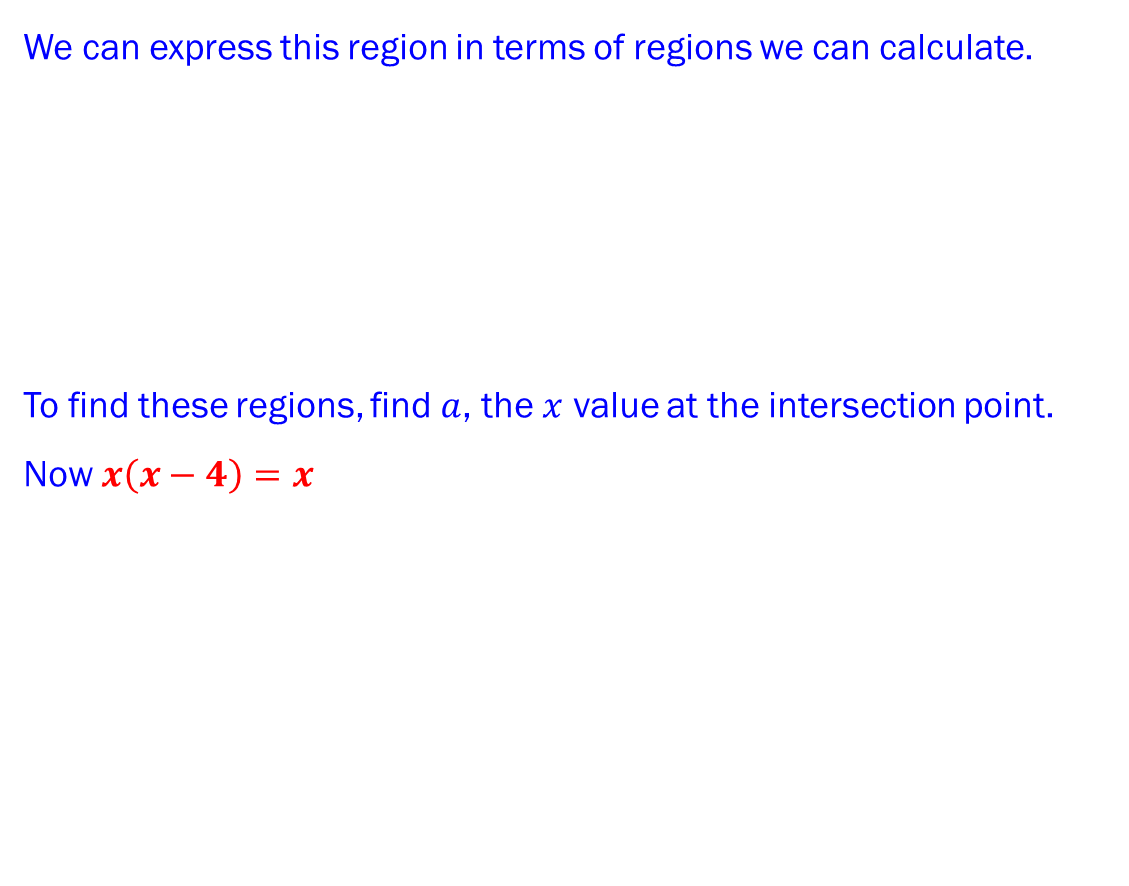 We can express this region in terms of regions we can calculate.
To find these regions, find a, the x value at the intersection point.
Now x(x − 4) = x